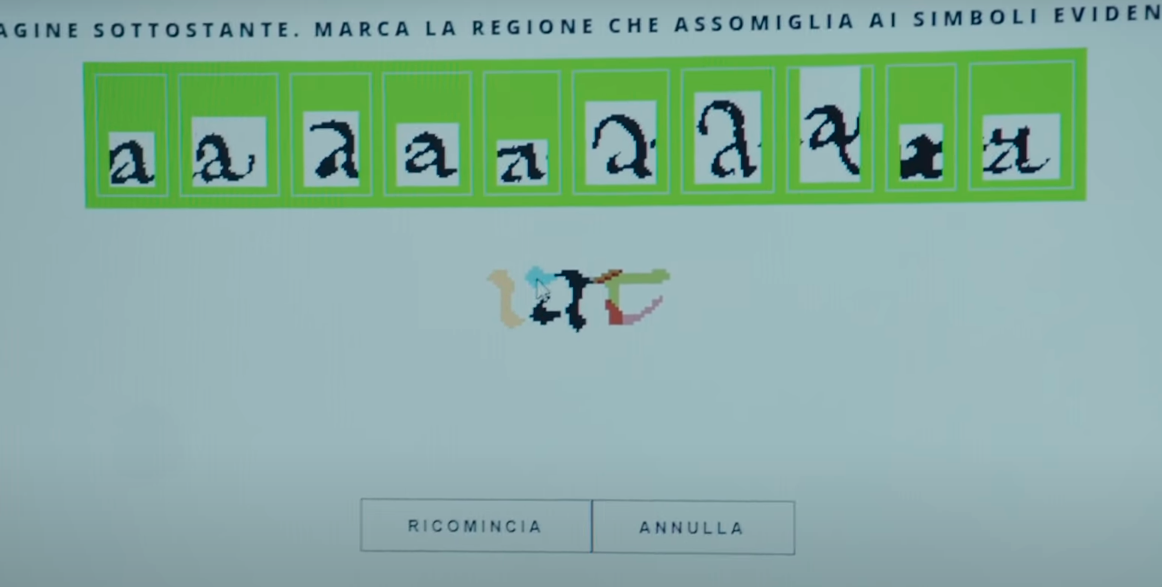 AGINE SOTTOSTANTE. MARCA LA REGIONE CHE ASSOMIGLIA AI SIMBOLI EVIDEN
a a a a a a a a a a
RICOMINCIA ANNULLA